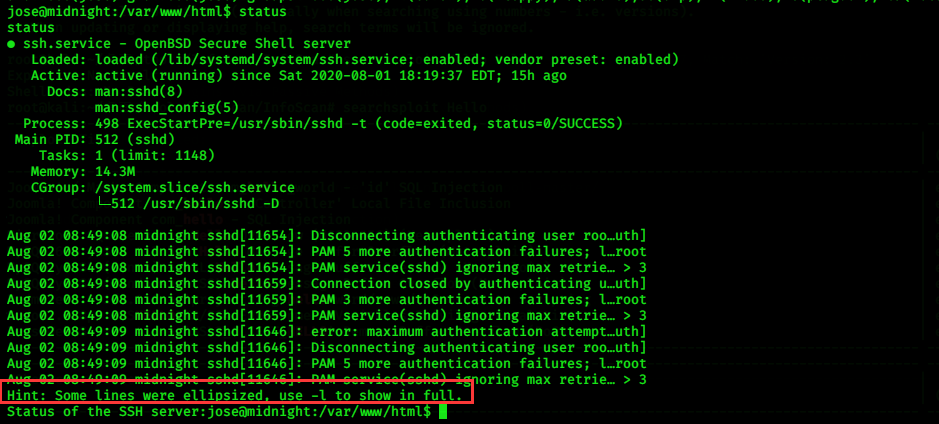 jose@midnight:/var/www/html$ status
status
● ssh.service - OpenBSD Secure Shell server
   Loaded: loaded (/lib/systemd/system/ssh.service; enabled; vendor preset: enabled)
   Active: active (running) since Sat 2020-08-01 18:19:37 EDT; 15h ago
     Docs: man:sshd(8)
           man:sshd_config(5)
  Process: 498 ExecStartPre=/usr/sbin/sshd -t (code=exited, status=0/SUCCESS)
 Main PID: 512 (sshd)
    Tasks: 1 (limit: 1148)
   Memory: 14.3M
   CGroup: /system.slice/ssh.service
           └─512 /usr/sbin/sshd -D
Aug 02 08:49:08 midnight sshd[11654]: Disconnecting authenticating user roo…uth]
Aug 02 08:49:08 midnight sshd[11654]: PAM 5 more authentication failures; l…root
Aug 02 08:49:08 midnight sshd[11654]: PAM service(sshd) ignoring max retrie… > 3
Aug 02 08:49:08 midnight sshd[11659]: Connection closed by authenticating u…uth]
Aug 02 08:49:08 midnight sshd[11659]: PAM 3 more authentication failures; l…root
Aug 02 08:49:08 midnight sshd[11659]: PAM service(sshd) ignoring max retrie… > 3
Aug 02 08:49:09 midnight sshd[11646]: error: maximum authentication attempt…uth]
Aug 02 08:49:09 midnight sshd[11646]: Disconnecting authenticating user roo…uth]
Aug 02 08:49:09 midnight sshd[11646]: PAM 5 more authentication failures; l…root
Aug 02 08:49:09 midnight sshd[11646]: PAM service(sshd) ignoring max retrie… > 3
Hint: Some lines were ellipsized, use -l to show in full.
Status of the SSH server:jose@midnight:/var/www/html$